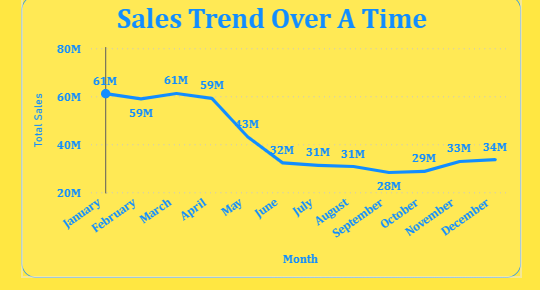 Sales Trend Over A Time
Total Sales
80M
60M
40M
20M
61M
59M
61M
59M
43M
32M
31M
31M
28M
29M
33M
34M
January
February
March
April
May
June
July
August
September
October
November
December
Month